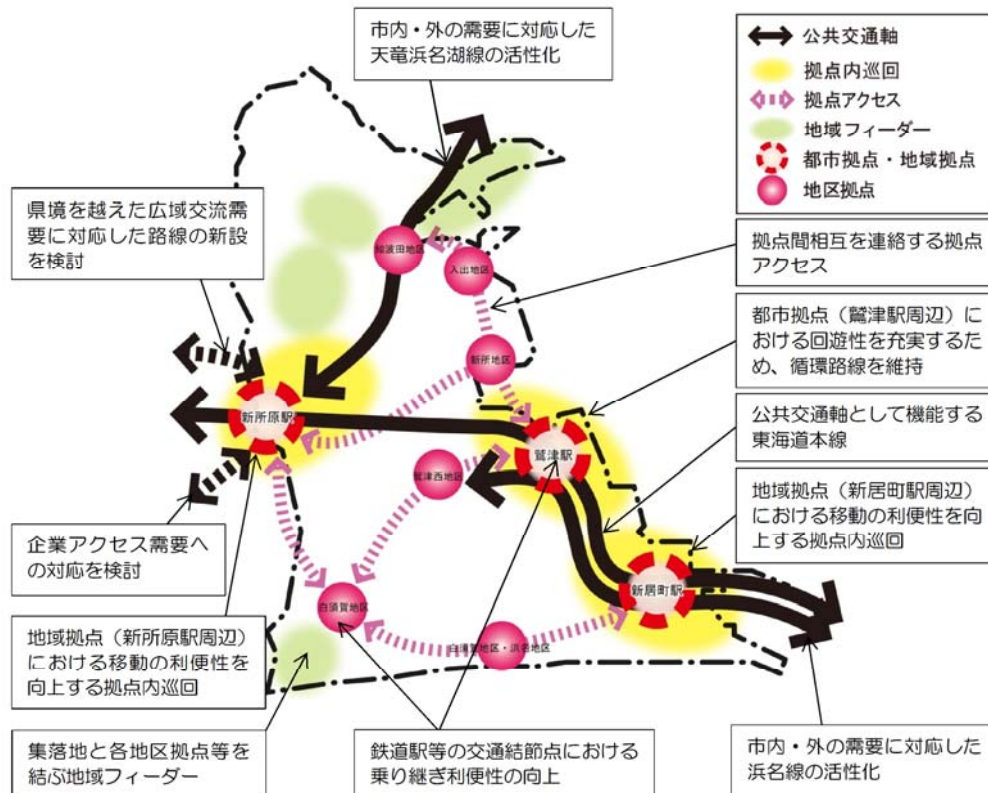 市内・外の需要に対応した
天竜浜名湖線の活性化
公共交通軸
拠点内巡回
拠点アクセス
地域フィーダー
都市拠点・地域拠点
地区拠点
県境を越えた広域交流需
要に対応した路線の新設
を検討
知波田地区
入出地区
拠点間相互を連絡する拠点
アクセス
新所地区
都市拠点（鷲津駅周辺）に
おける回遊性を充実するた
め、循環路線を維持
新所原駅
公共交通軸として機能する
東海道本線
鷲津駅
鷲津西地区
地域拠点（新居町駅周辺）
における移動の利便性を向
上する拠点内巡回
企業アクセス需要へ
の対応を検討
新居町駅
白須賀地区
地域拠点（新所原駅周辺）
における移動の利便性を
向上する拠点内巡回
白須賀地区・浜名地区
集落地と各地区拠点等を
結ぶ地域フィーダー
鉄道駅等の交通結節点における
乗り継ぎ利便性の向上
市内・外の需要に対応した
浜名線の活性化